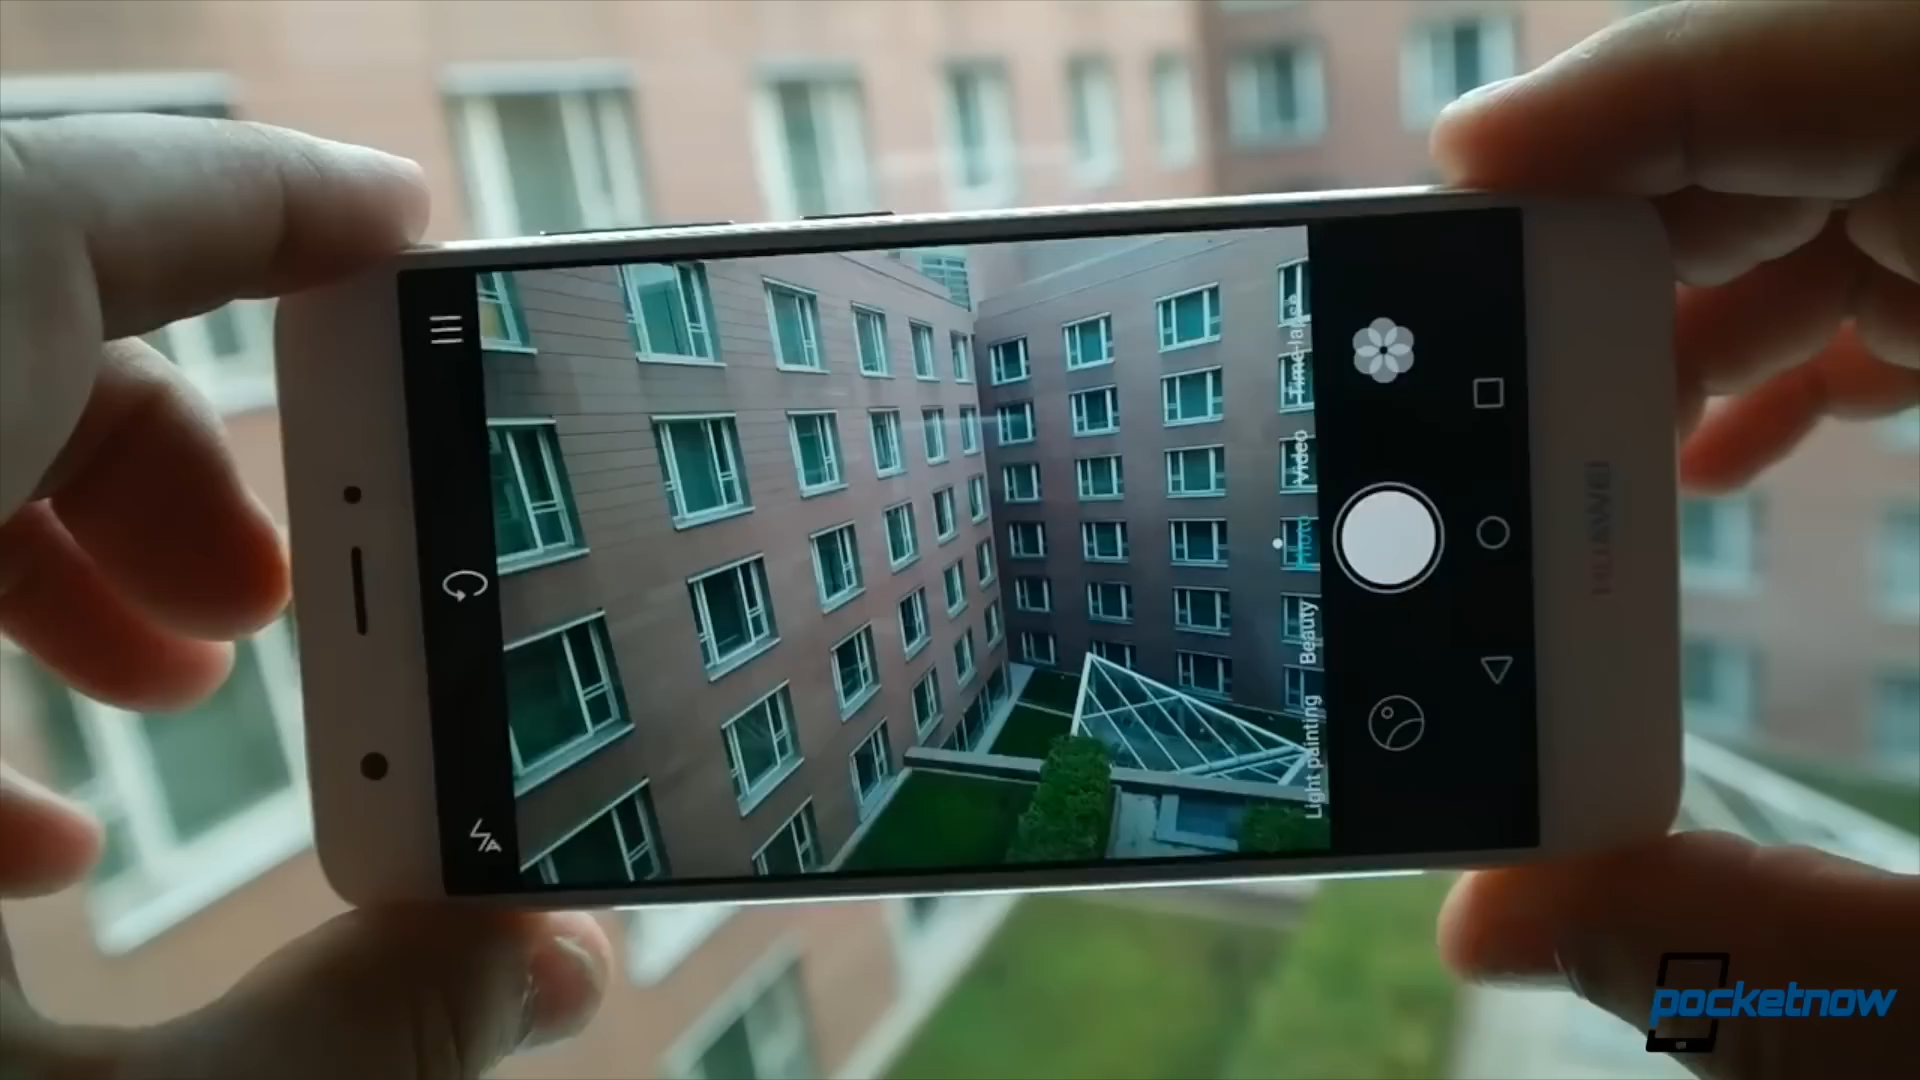 Time-lapse
Video
Photo
Beauty
Light painting
HUAWEI
pocketnow